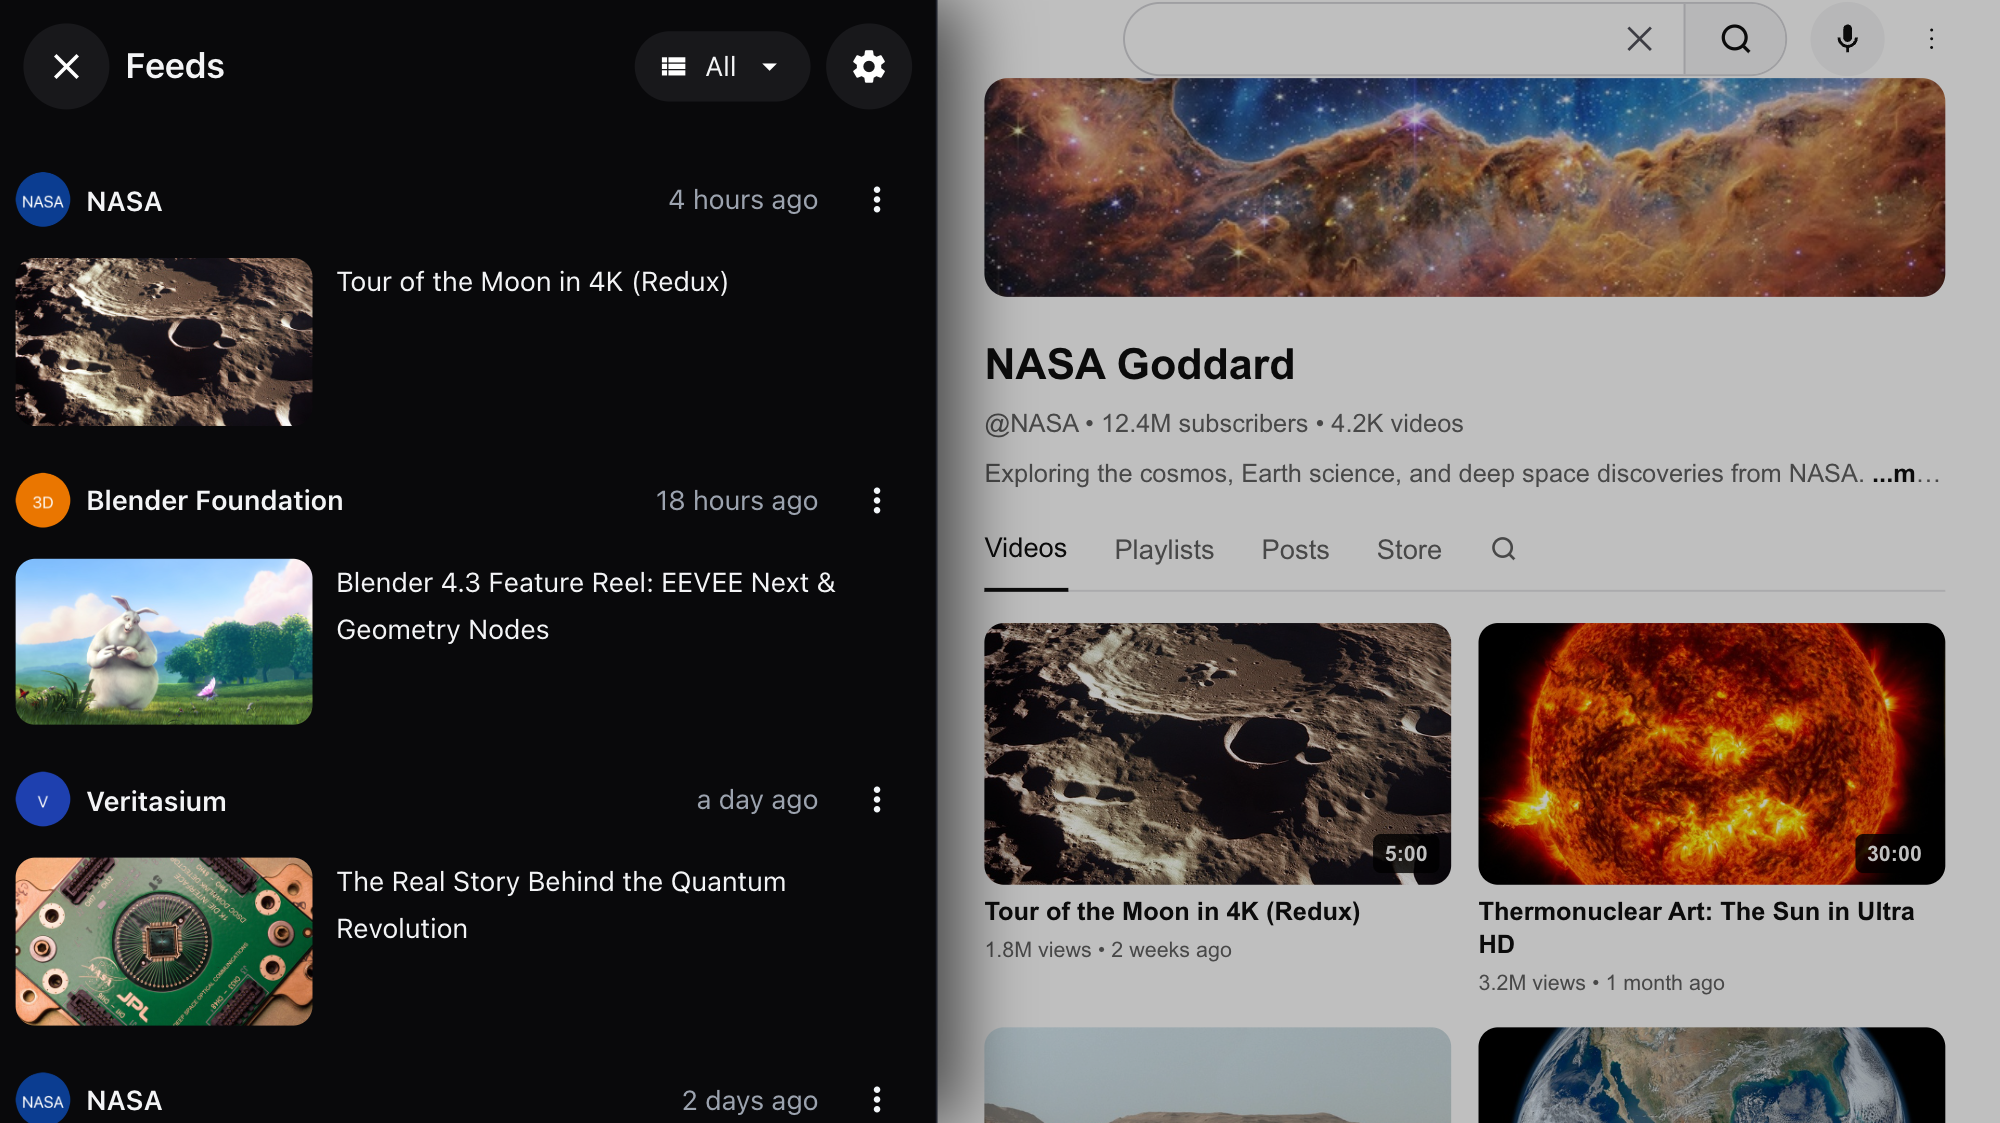 Feeds
All
NASA
NASA
4 hours ago
Tour of the Moon in 4K (Redux)
3D
Blender Foundation
18 hours ago
Blender 4.3 Feature Reel: EEVEE Next &
Geometry Nodes
V
Veritasium
a day ago
The Real Story Behind the Quantum
Revolution
NASA
JPL
NASA
NASA
2 days ago
NASA Goddard
@NASA • 12.4M subscribers • 4.2K videos
Exploring the cosmos, Earth science, and deep space discoveries from NASA. ...m…
Videos
Playlists
Posts
Store
5:00
30:00
Tour of the Moon in 4K (Redux)
1.8M views • 2 weeks ago
Thermonuclear Art: The Sun in Ultra
HD
3.2M views • 1 month ago